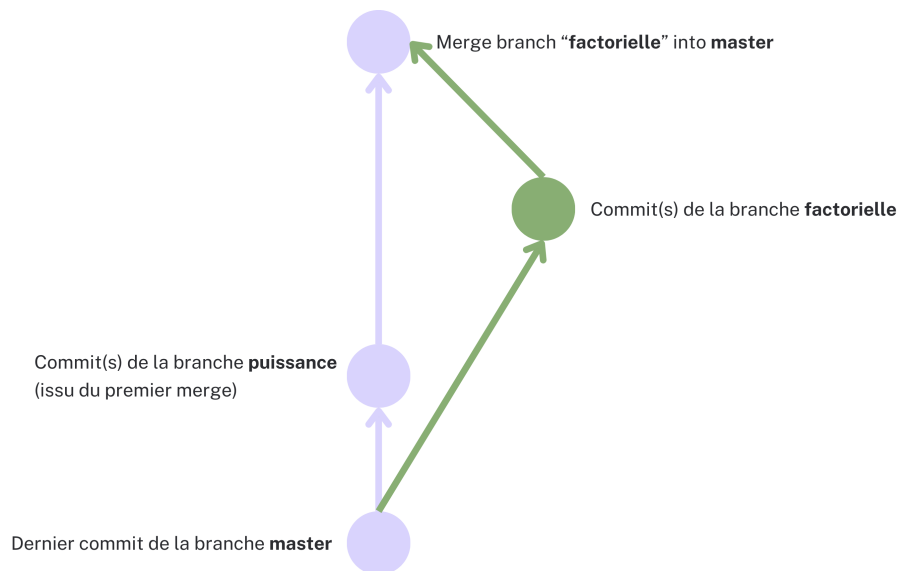 Merge branch “factorielle” into master
Commit(s) de la branche factorielle
Commit(s) de la branche puissance
(issu du premier merge)
Dernier commit de la branche master